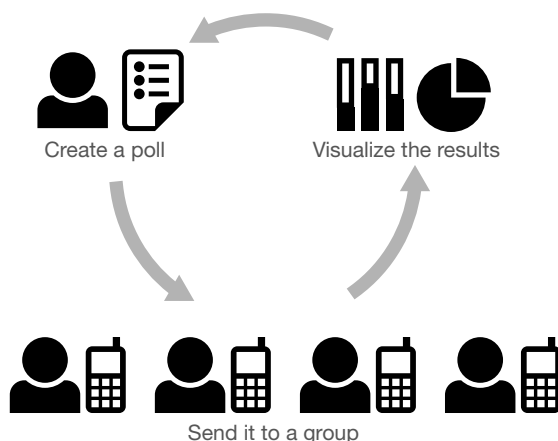 Create a poll
Visualize the results
Send it to a group